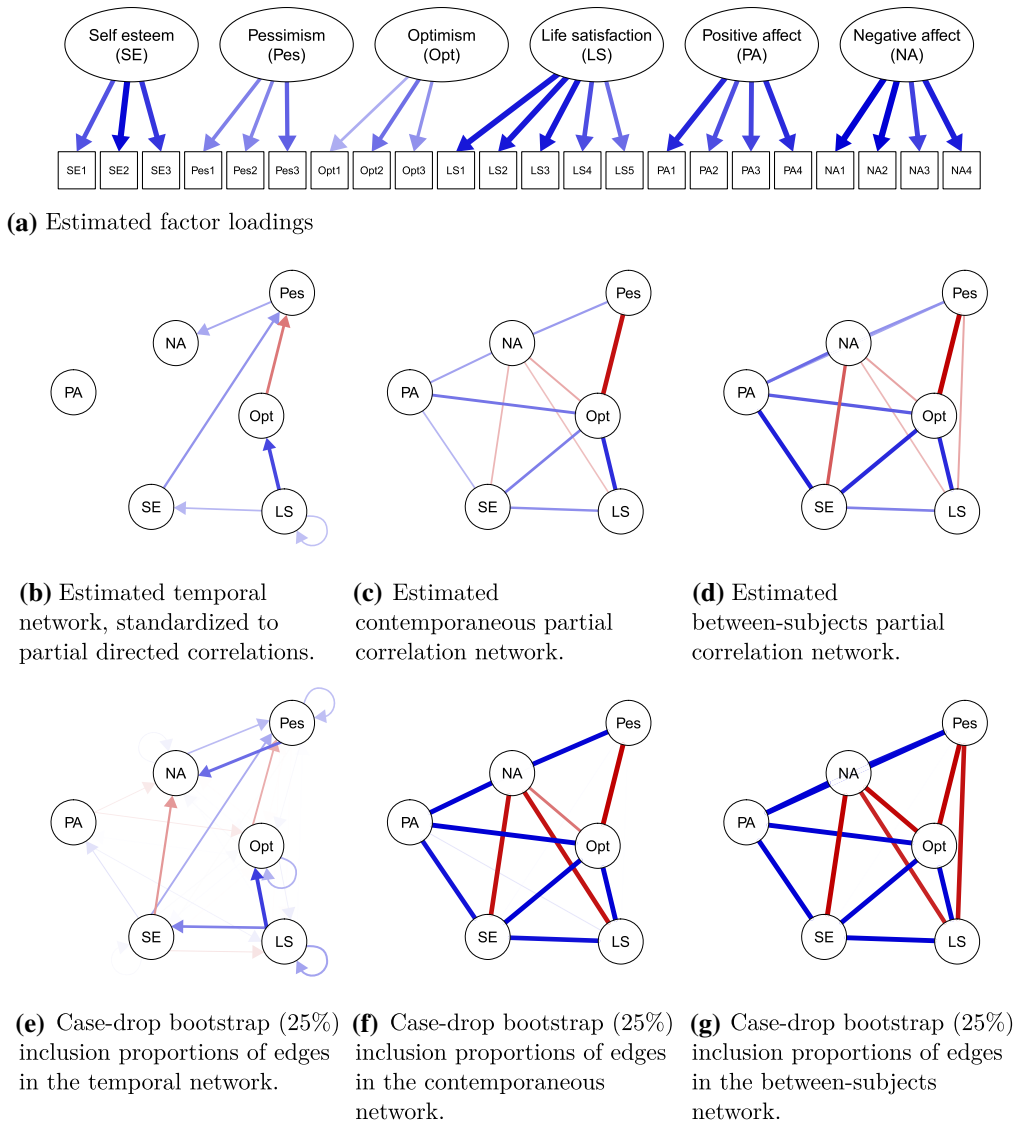 Self esteem (SE)
Pessimism (Pes)
Optimism (Opt)
Life satisfaction (LS)
Positive affect (PA)
Negative affect (NA)
SE1 SE2 SE3 Pes1 Pes2 Pes3 Opt1 Opt2 Opt3 LS1 LS2 LS3 LS4 LS5 PA1 PA2 PA3 PA4 NA1 NA2 NA3 NA4
(a) Estimated factor loadings
Pes
NA
PA
Opt
SE
LS
(b) Estimated temporal
network, standardized to
partial directed correlations.
Pes
NA
PA
Opt
SE
LS
(c) Estimated
contemporaneous partial
correlation network.
Pes
NA
PA
Opt
SE
LS
(d) Estimated
between-subjects partial
correlation network.
Pes
NA
PA
Opt
SE
LS
(e) Case-drop bootstrap (25%)
inclusion proportions of edges
in the temporal network.
Pes
NA
PA
Opt
SE
LS
(f) Case-drop bootstrap (25%)
inclusion proportions of edges
in the contemporaneous
network.
Pes
NA
PA
Opt
SE
LS
(g) Case-drop bootstrap (25%)
inclusion proportions of edges
in the between-subjects
network.